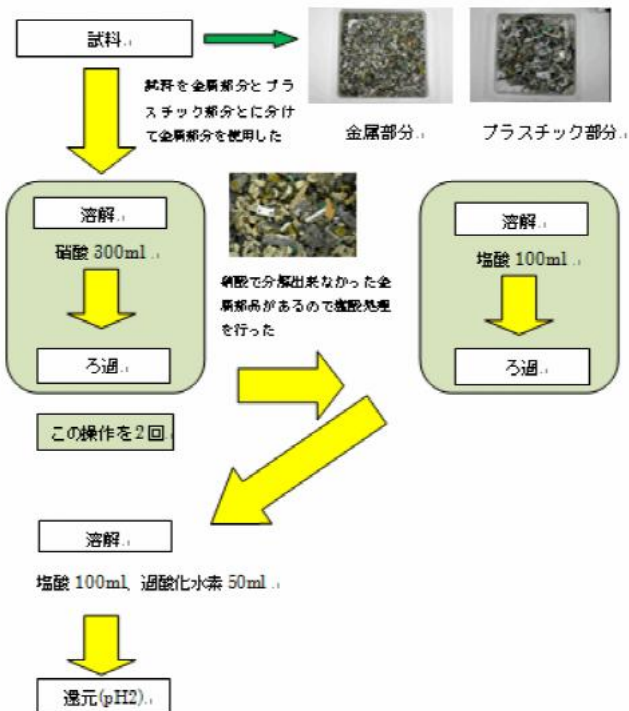 試料
試料を金属部分とプラ
スチック部分とに分け
て金属部分を使用した
金属部分
プラスチック部分
溶解
硝酸 300ml
ろ過
この操作を2回
硝酸で分解出来なかった金
属部品があるので塩酸処理
を行った
溶解
塩酸 100ml
ろ過
溶解
塩酸 100ml、過酸化水素 50ml
還元(pH2)